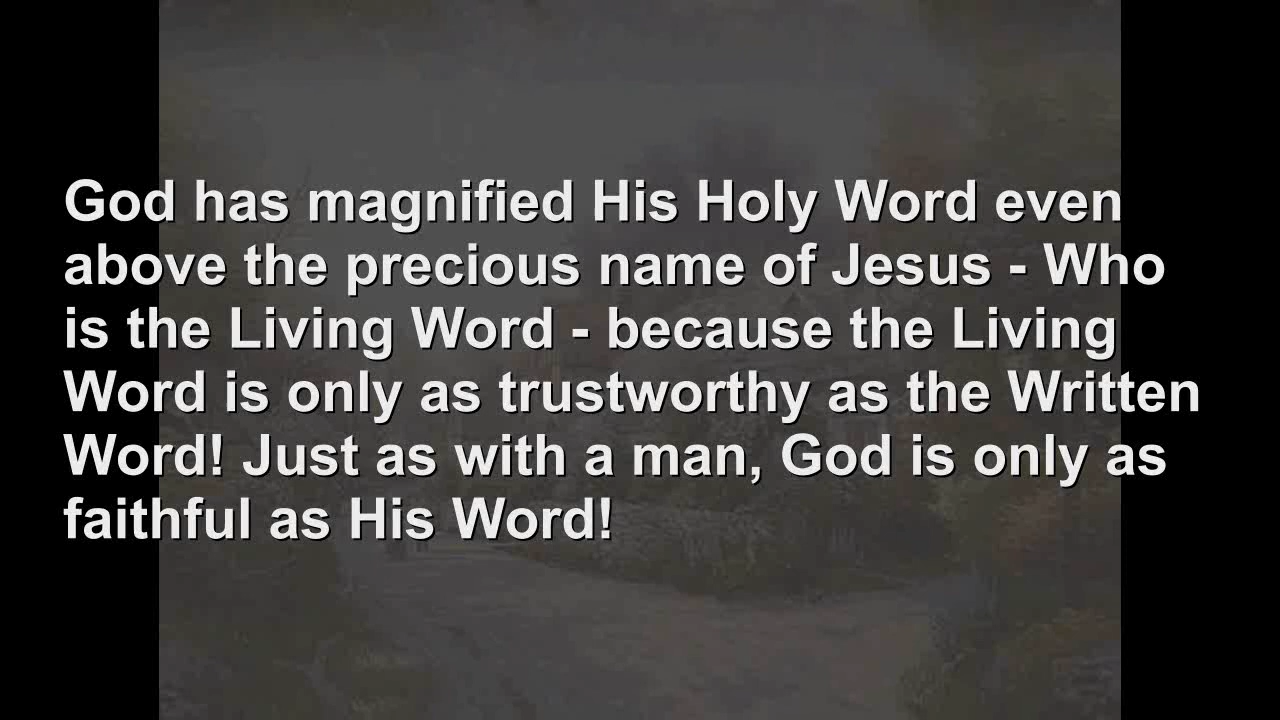 God has magnified His Holy Word even
above the precious name of Jesus - Who
is the Living Word - because the Living
Word is only as trustworthy as the Written
Word! Just as with a man, God is only as
faithful as His Word!